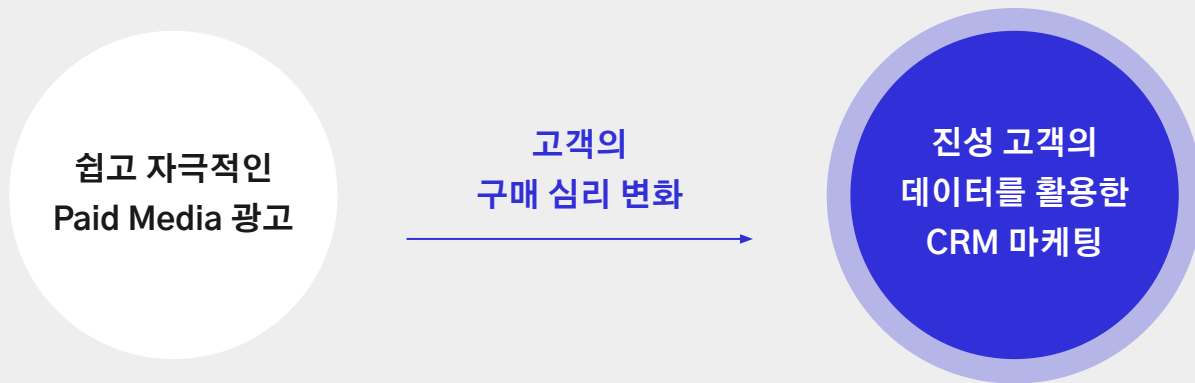 쉽고 자극적인
Paid Media 광고
고객의
구매 심리 변화
진성 고객의
데이터를 활용한
CRM 마케팅